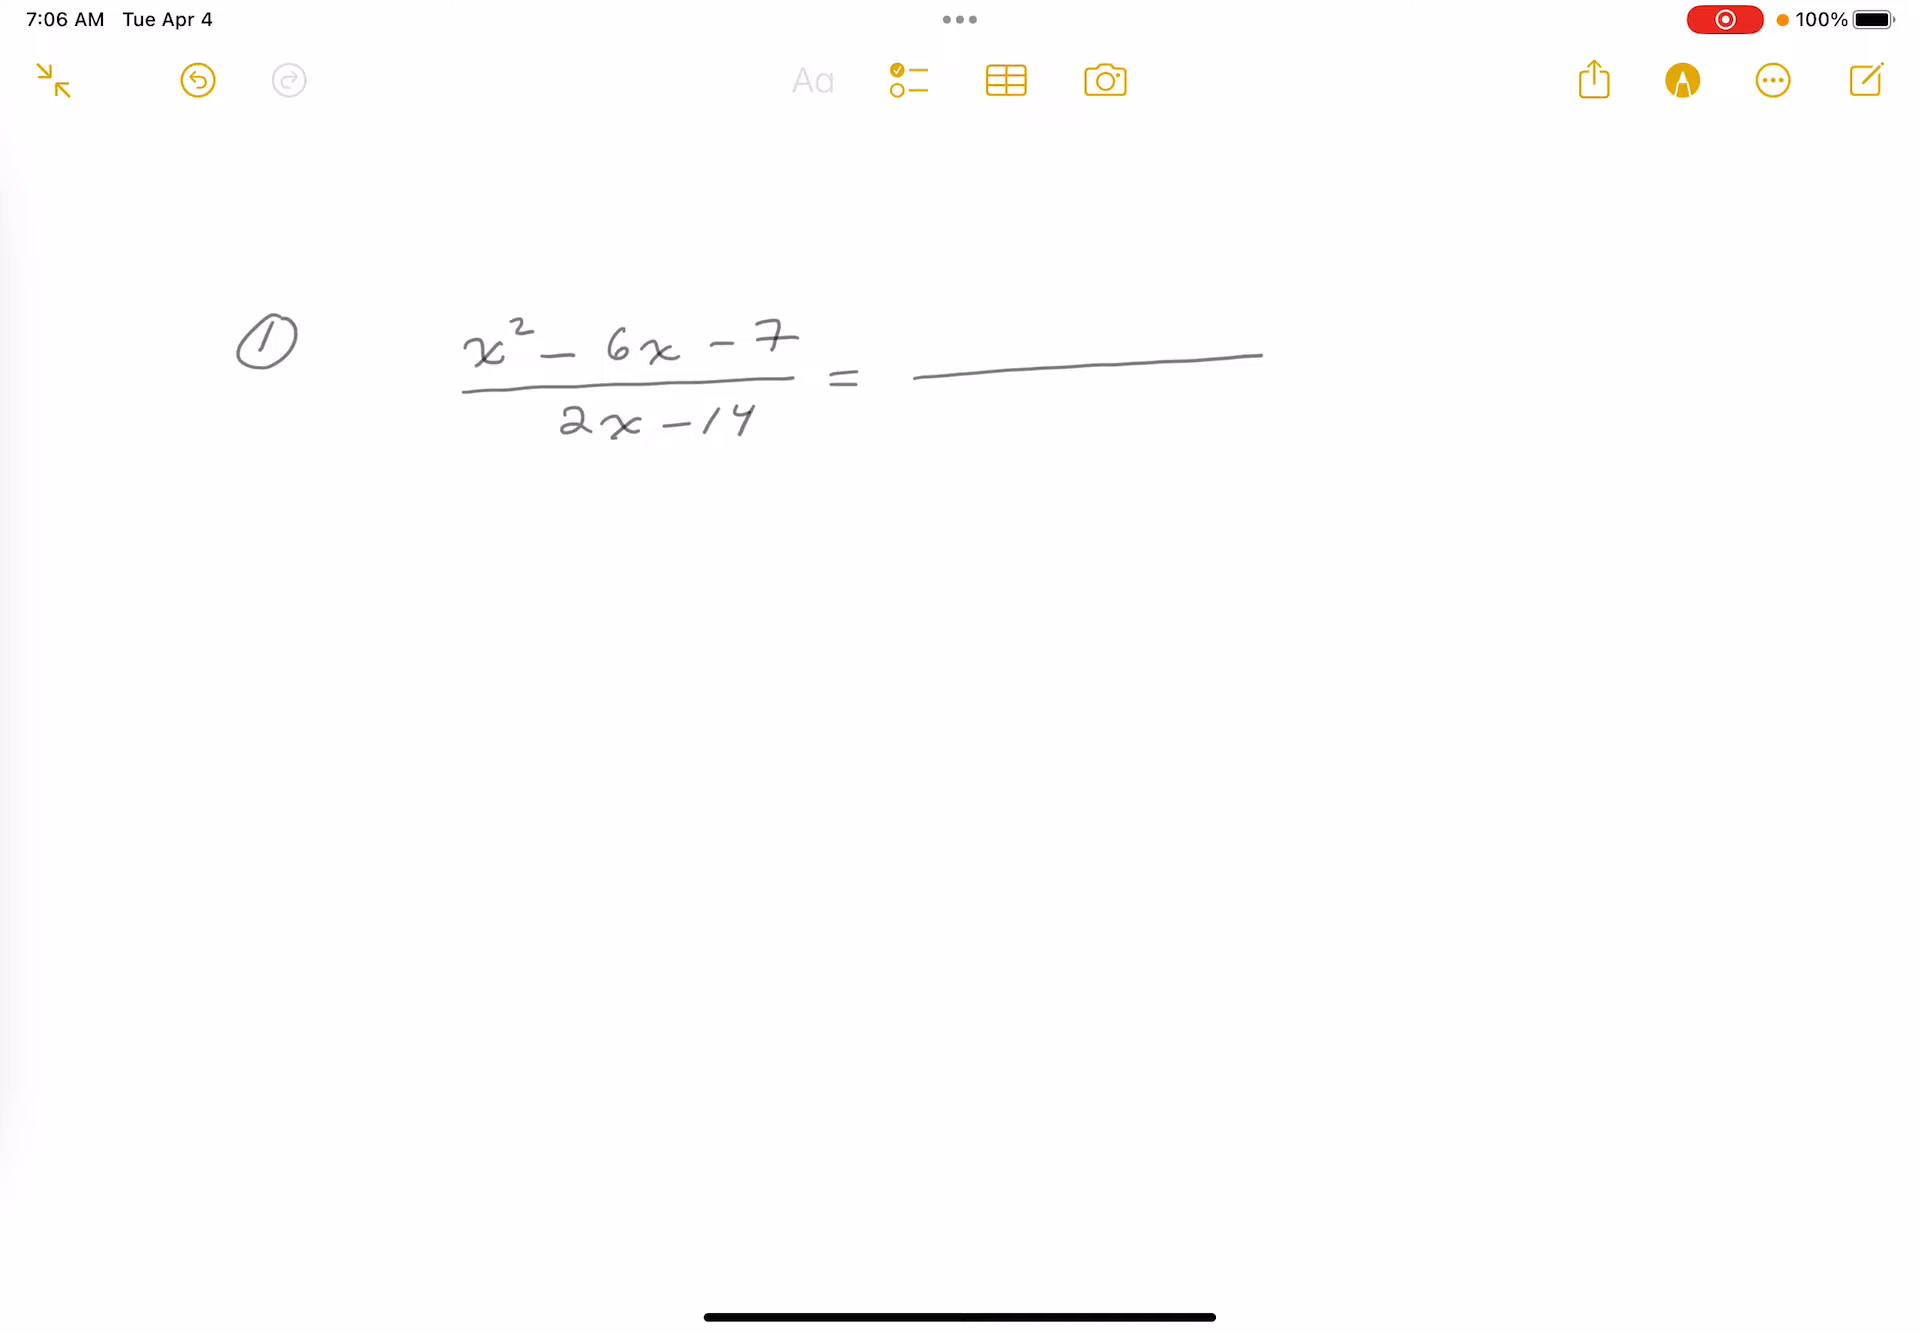 7:06 AM Tue Apr 4
100%
Aa
① x² - 6x - 7 =
2x - 14